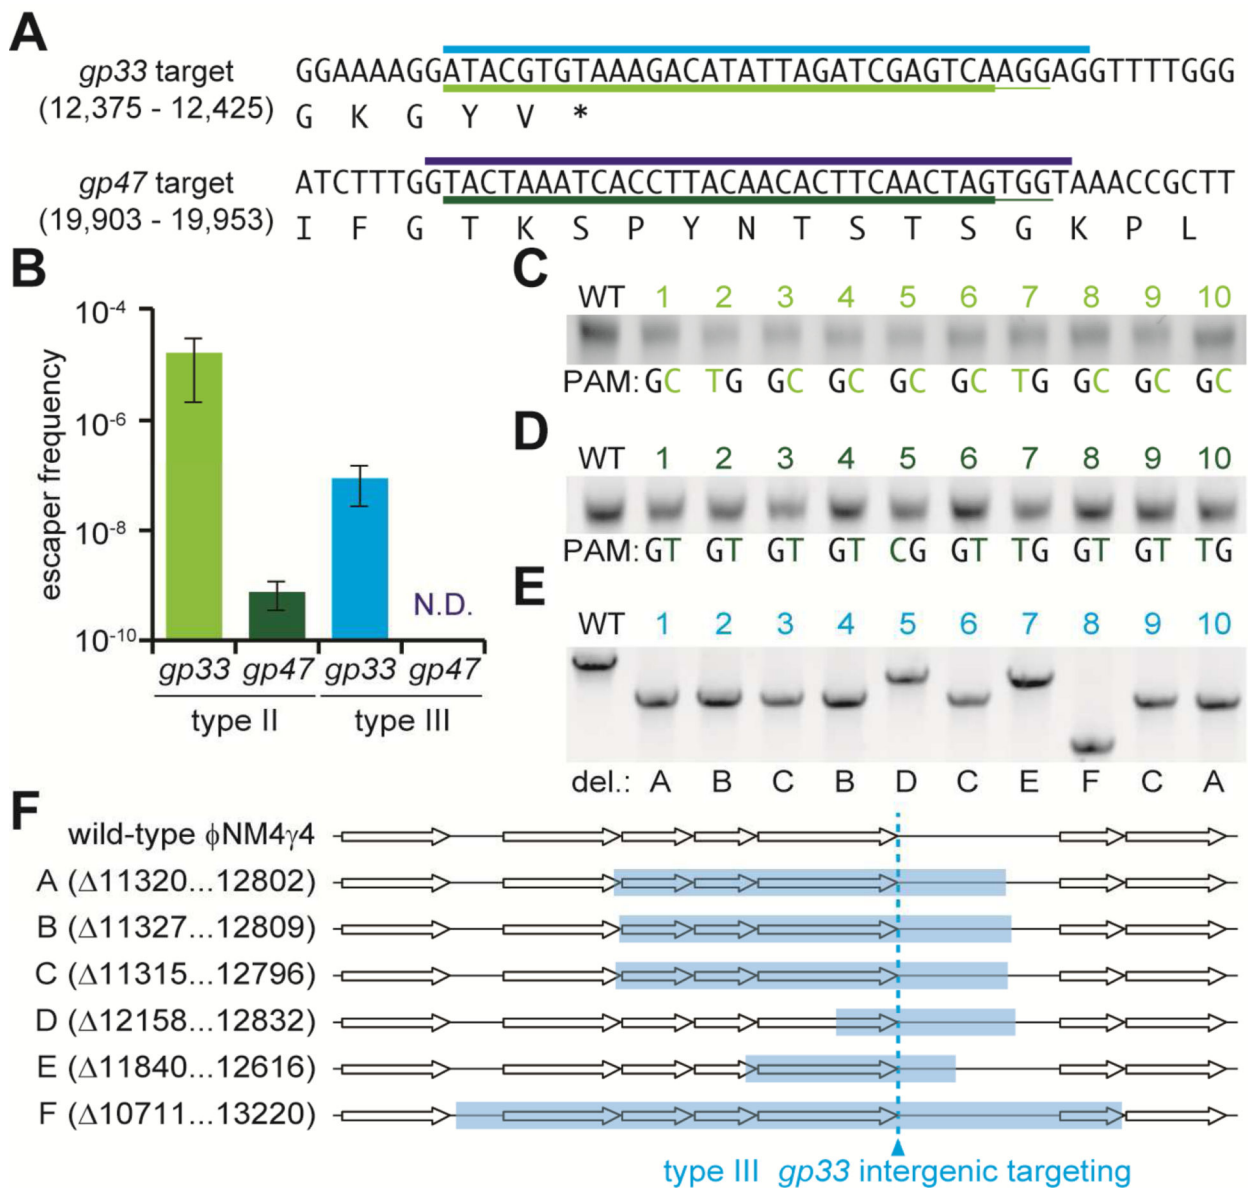 A
gp33 target
(12,375 - 12,425)
GGAAAAGGATACGTGTAAAGACATATTAGATCGAGTCAAGGAGGTTTTGGG
G K G Y V *
gp47 target
(19,903 - 19,953)
ATCTTTGGTACTAAATCACCTTACAACACTTCAACTAGTGGTAAACCGCTT
I F G T K S P Y N T S T S G K P L
B
escaper frequency
10-4
10-6
10-8
10-10
N.D.
gp33 gp47 gp33 gp47
type II type III
C
WT 1 2 3 4 5 6 7 8 9 10
PAM: GC TG GC GC GC GC TG GC GC GC
D
WT 1 2 3 4 5 6 7 8 9 10
PAM: GT GT GT GT CG GT TG GT GT TG
E
WT 1 2 3 4 5 6 7 8 9 10
del.: A B C B D C E F C A
F
wild-type ϕNM4γ4
A (Δ11320...12802)
B (Δ11327...12809)
C (Δ11315...12796)
D (Δ12158...12832)
E (Δ11840...12616)
F (Δ10711...13220)
type III gp33 intergenic targeting